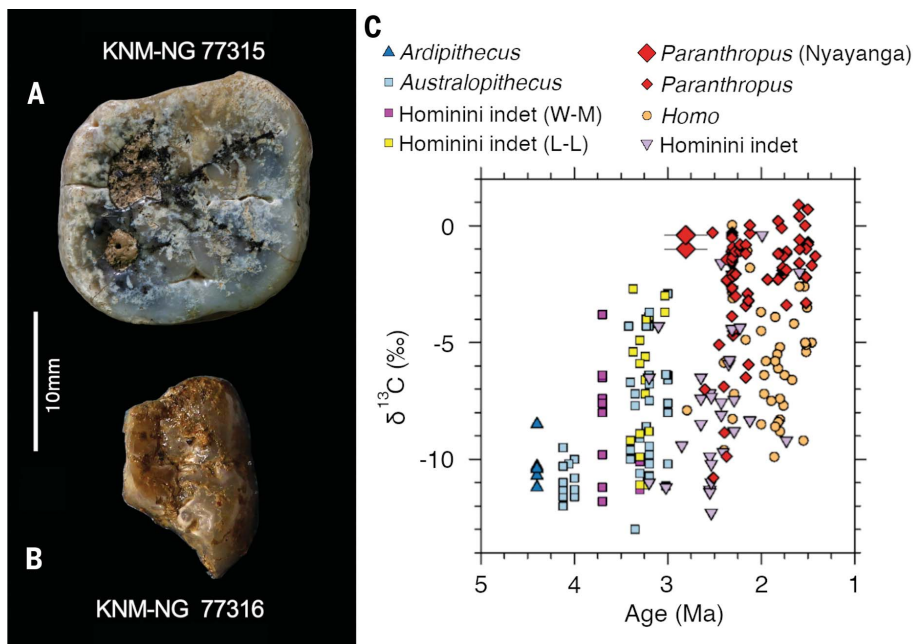 KNM-NG 77315
A
10mm
B
KNM-NG 77316
C
Ardipithecus
Australopithecus
Hominini indet (W-M)
Hominini indet (L-L)
Paranthropus (Nyayanga)
Paranthropus
Homo
Hominini indet
0
-5
-10
δ¹³C (‰)
5 4 3 2 1
Age (Ma)